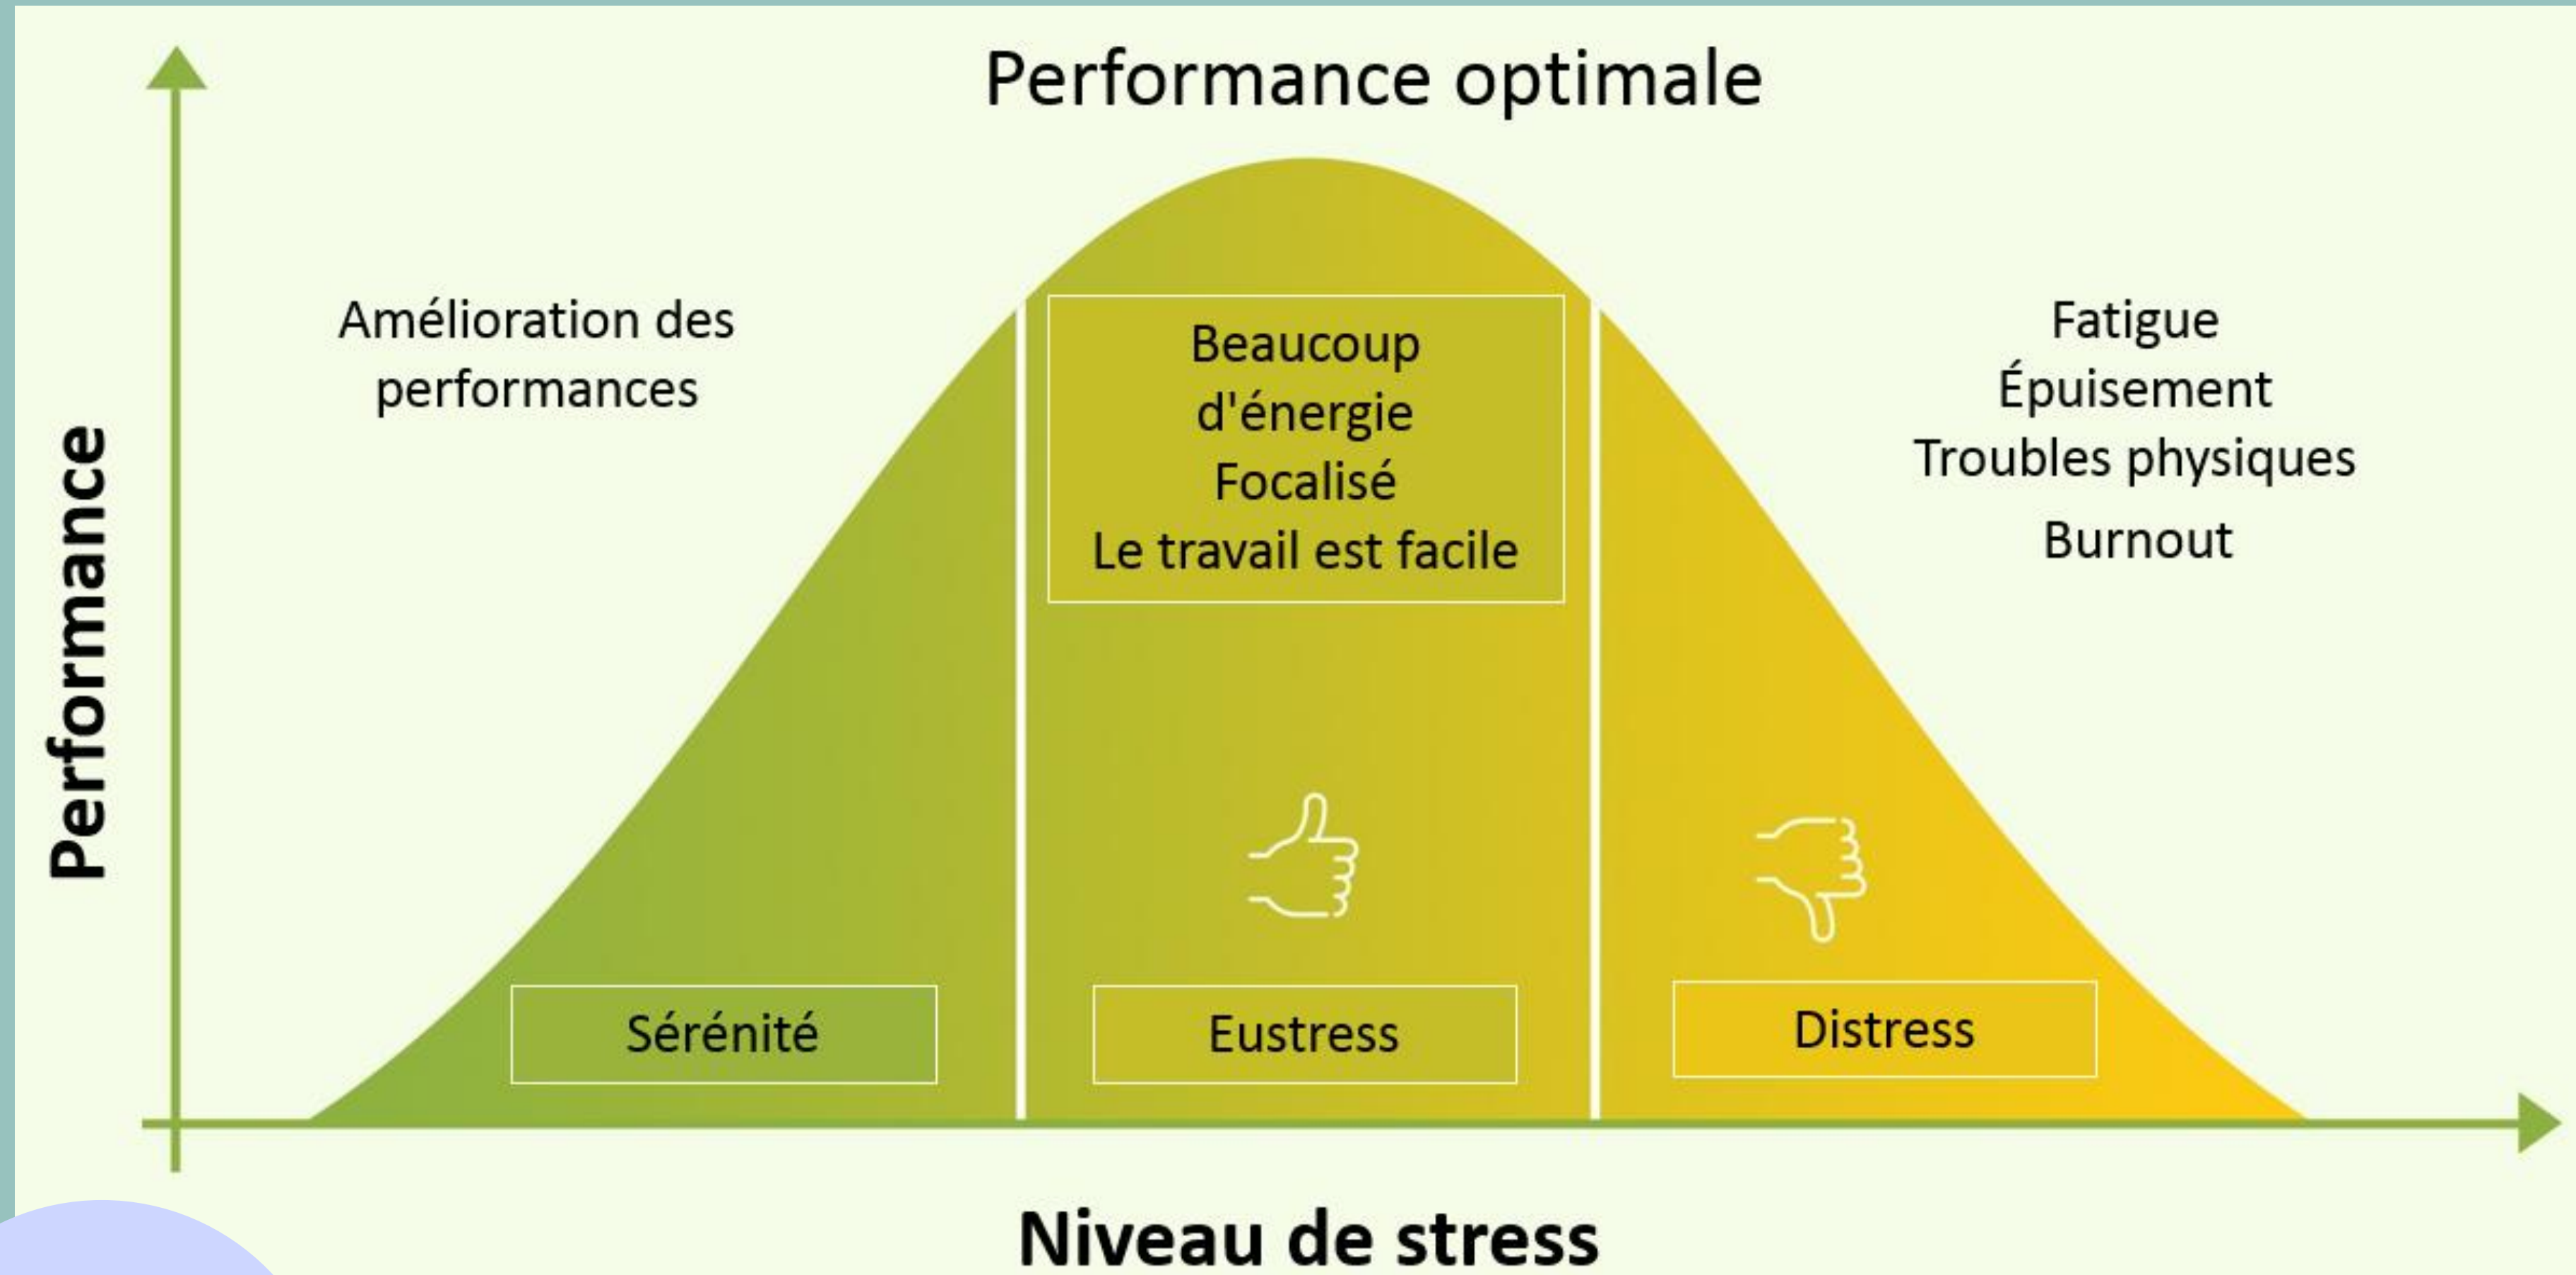 Performance optimale
Performance
Amélioration des
performances
Beaucoup
d'énergie
Focalisé
Le travail est facile
Fatigue
Épuisement
Troubles physiques
Burnout
Sérénité
Eustress
Distress
Niveau de stress